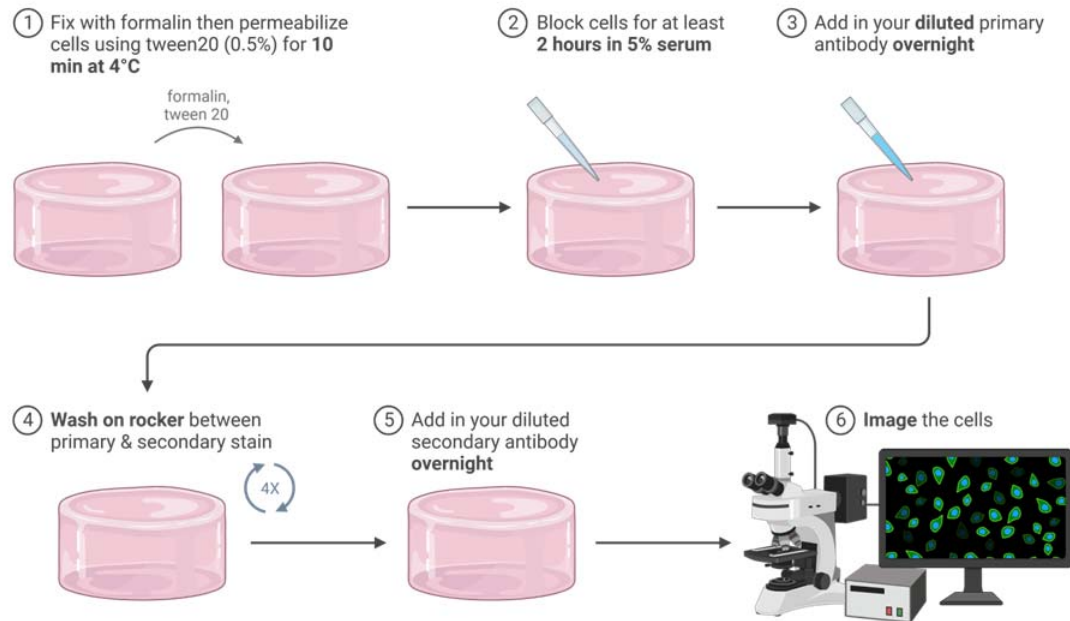 1 Fix with formalin then permeabilize
cells using tween20 (0.5%) for 10
min at 4°C
formalin,
tween 20
2 Block cells for at least
2 hours in 5% serum
3 Add in your diluted primary
antibody overnight
4 Wash on rocker between
primary & secondary stain
4X
5 Add in your diluted
secondary antibody
overnight
6 Image the cells